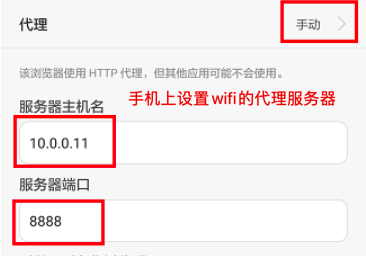 代理
手动
该浏览器使用 HTTP 代理，但其他应用可能不会使用。
服务器主机名
手机上设置wifi的代理服务器
10.0.0.11
服务器端口
8888